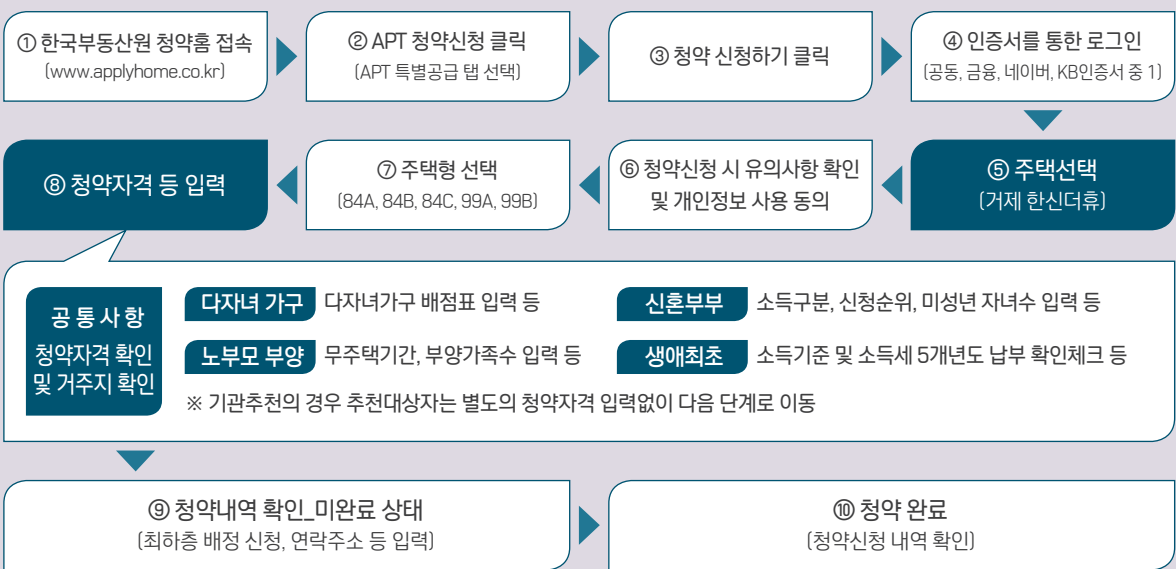 ① 한국부동산원 청약홈 접속
(www.applyhome.co.kr)
② APT 청약신청 클릭
(APT 특별공급 탭 선택)
③ 청약 신청하기 클릭
④ 인증서를 통한 로그인
(공동, 금융, 네이버, KB인증서 중 1)
⑤ 주택선택
(거제 한신더휴)
⑥ 청약신청 시 유의사항 확인
및 개인정보 사용 동의
⑦ 주택형 선택
(84A, 84B, 84C, 99A, 99B)
⑧ 청약자격 등 입력
공통사항
청약자격 확인
및 거주지 확인
다자녀 가구 다자녀가구 배점표 입력 등
신혼부부 소득구분, 신청순위, 미성년 자녀수 입력 등
노부모 부양 무주택기간, 부양가족수 입력 등
생애최초 소득기준 및 소득세 5개년도 납부 확인체크 등
※ 기관추천의 경우 추천대상자는 별도의 청약자격 입력없이 다음 단계로 이동
⑨ 청약내역 확인_미완료 상태
(최하층 배정 신청, 연락주소 등 입력)
⑩ 청약 완료
(청약신청 내역 확인)